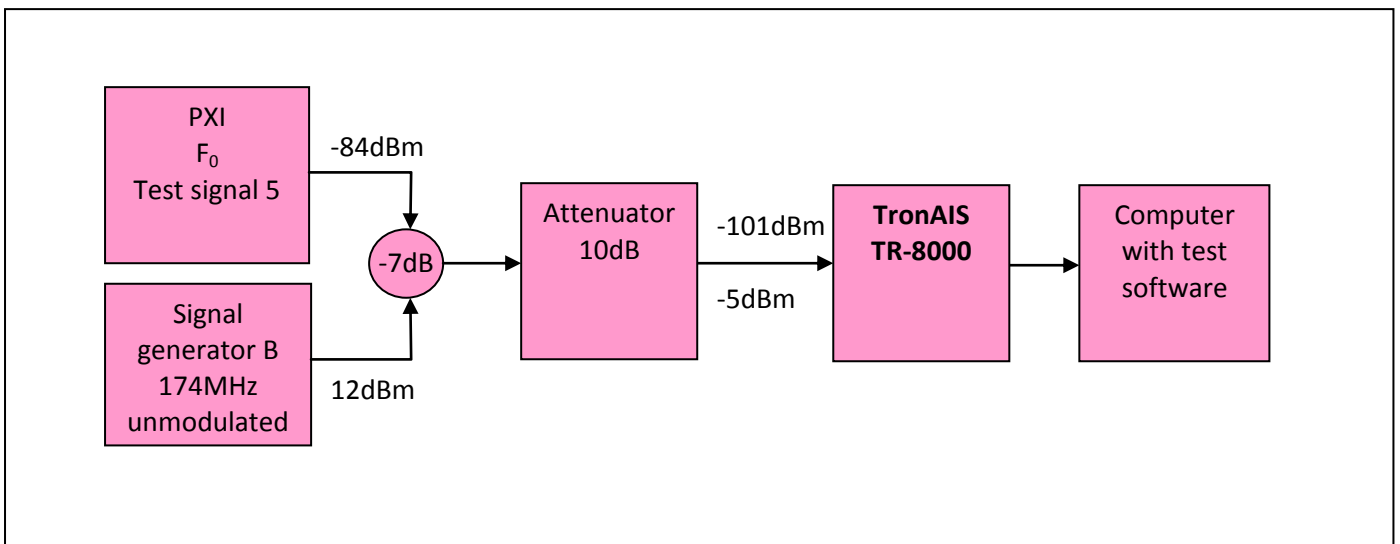 PXI
F₀
Test signal 5
-84dBm
Signal
generator B
174MHz
unmodulated
12dBm
-7dB
Attenuator
10dB
-101dBm
-5dBm
TronAIS
TR-8000
Computer
with test
software